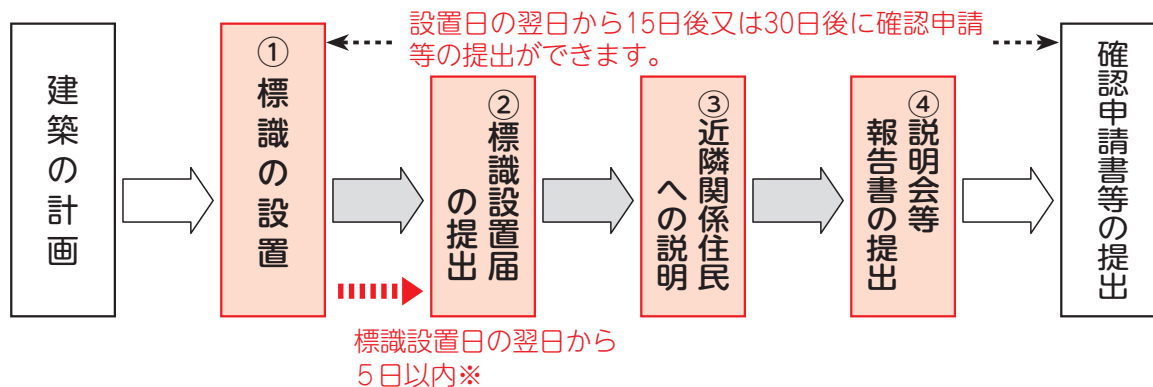 設置日の翌日から15日後又は30日後に確認申請
等の提出ができます。
建築の計画
①標識の設置
②標識設置届
の提出
③近隣関係住民
への説明
④説明会等
報告書の提出
確認申請書等の提出
標識設置日の翌日から
５日以内※